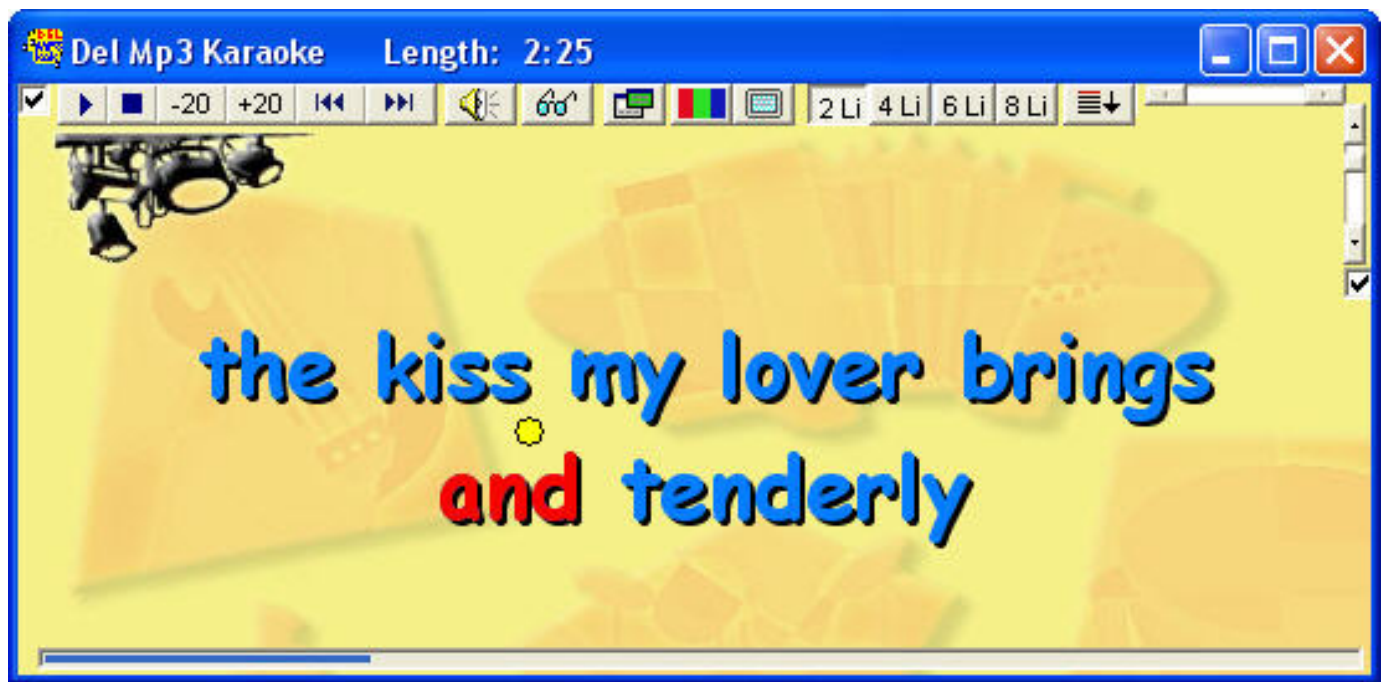 Del Mp3 Karaoke Length: 2:25
-20 +20 2 Li 4 Li 6 Li 8 Li
the kiss my lover brings
and tenderly